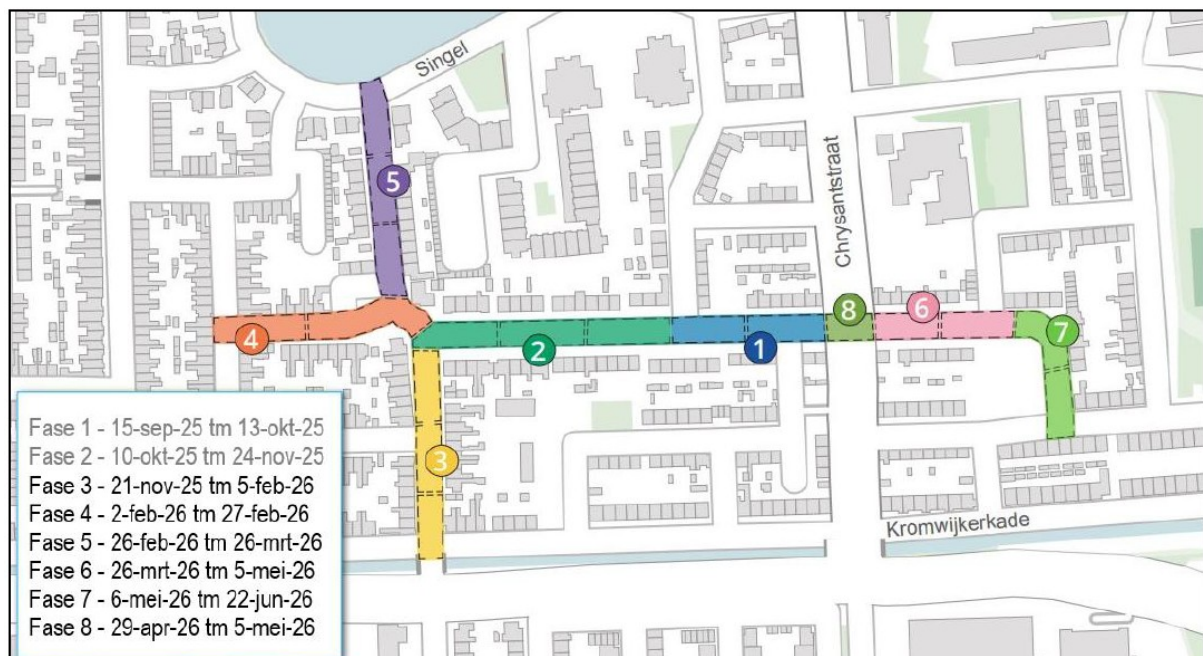 Singel
5
Chrysantstraat
4
2
1
8
6
7
3
Kromwijkerkade
Fase 1 - 15-sep-25 tm 13-okt-25
Fase 2 - 10-okt-25 tm 24-nov-25
Fase 3 - 21-nov-25 tm 5-feb-26
Fase 4 - 2-feb-26 tm 27-feb-26
Fase 5 - 26-feb-26 tm 26-mrt-26
Fase 6 - 26-mrt-26 tm 5-mei-26
Fase 7 - 6-mei-26 tm 22-jun-26
Fase 8 - 29-apr-26 tm 5-mei-26